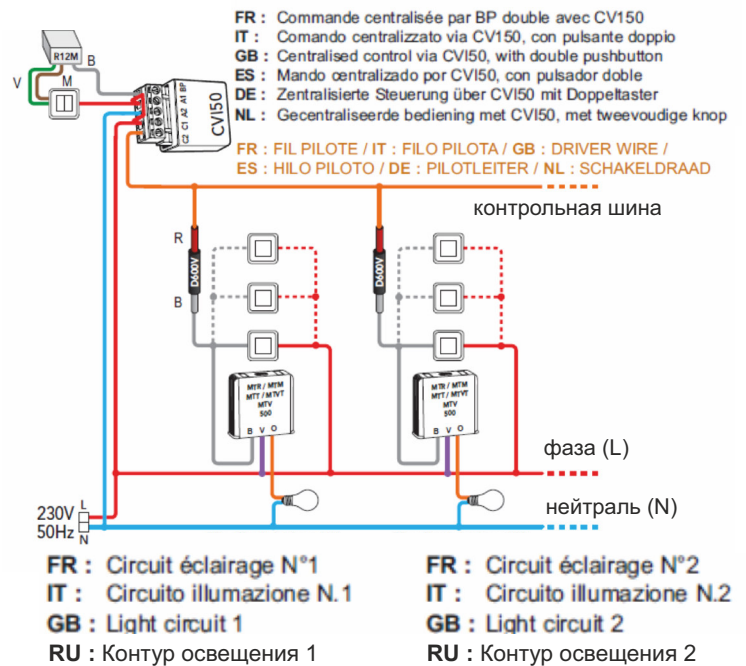 FR : Commande centralisée par BP double avec CV150
IT : Comando centralizzato via CV150, con pulsante doppio
GB : Centralised control via CVI50, with double pushbutton
ES : Mando centralizado por CVI50, con pulsador doble
DE : Zentralisierte Steuerung über CVI50 mit Doppeltaster
NL : Gecentraliseerde bediening met CVI50, met tweevoudige knop
R12M
B
V
M
C2 C1 A2 A1 BP
CVI50
FR : FIL PILOTE / IT : FILO PILOTA / GB : DRIVER WIRE /
ES : HILO PILOTO / DE : PILOTLEITER / NL : SCHAKELDRAAD
контрольная шина
R
D600V
B
D600V
MTR / MTM
MTT / MTVT
MTV
500
B V O
MTR / MTM
MTT / MTVT
MTV
500
B V O
фаза (L)
нейтраль (N)
230V L
50Hz N
FR : Circuit éclairage N°1
IT : Circuito illumazione N.1
GB : Light circuit 1
RU : Контур освещения 1
FR : Circuit éclairage N°2
IT : Circuito illumazione N.2
GB : Light circuit 2
RU : Контур освещения 2